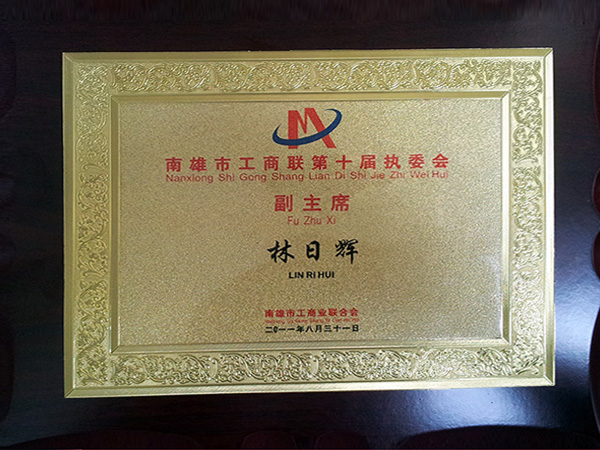 南雄市工商联第十届执委会
Nanxiong Shi Gong Shang Lian Di Shi Jie Zhi Wei Hui
副主席
Fu Zhu Xi
林日辉
LIN RI HUI
南雄市工商业联合会
二0一一年八月三十一日